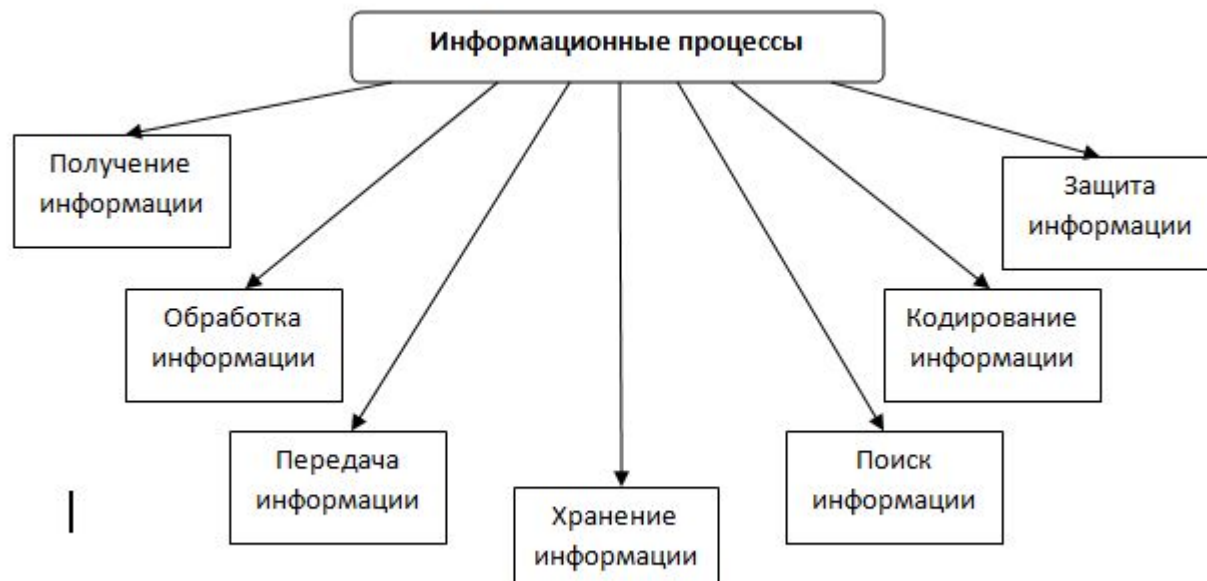 Информационные процессы
Получение
информации
Защита
информации
Обработка
информации
Кодирование
информации
Передача
информации
Поиск
информации
Хранение
информации